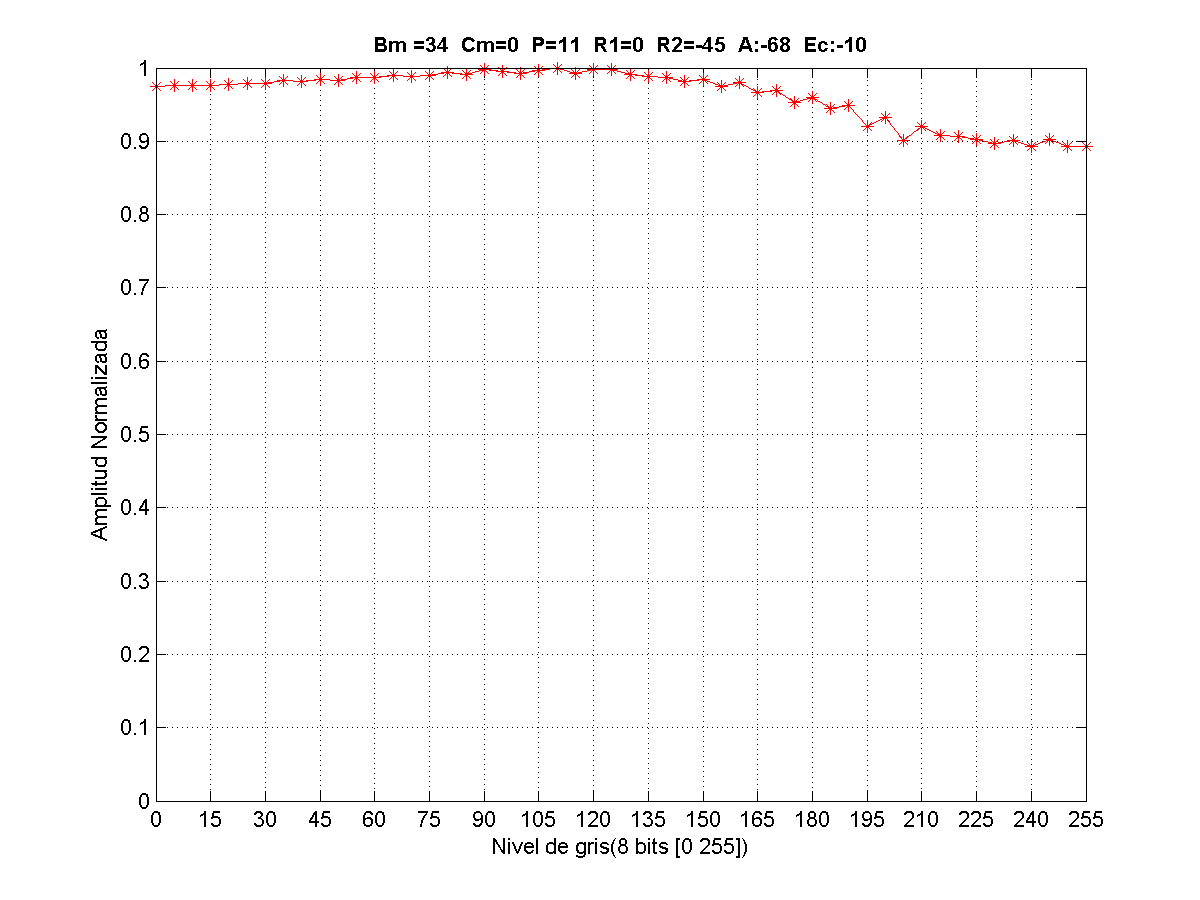 Bm =34 Cm=0 P=11 R1=0 R2=-45 A:-68 Ec:-10
1
0.9
0.8
0.7
0.6
0.5
0.4
0.3
0.2
0.1
0
Amplitud Normalizada
0 15 30 45 60 75 90 105 120 135 150 165 180 195 210 225 240 255
Nivel de gris(8 bits [0 255])